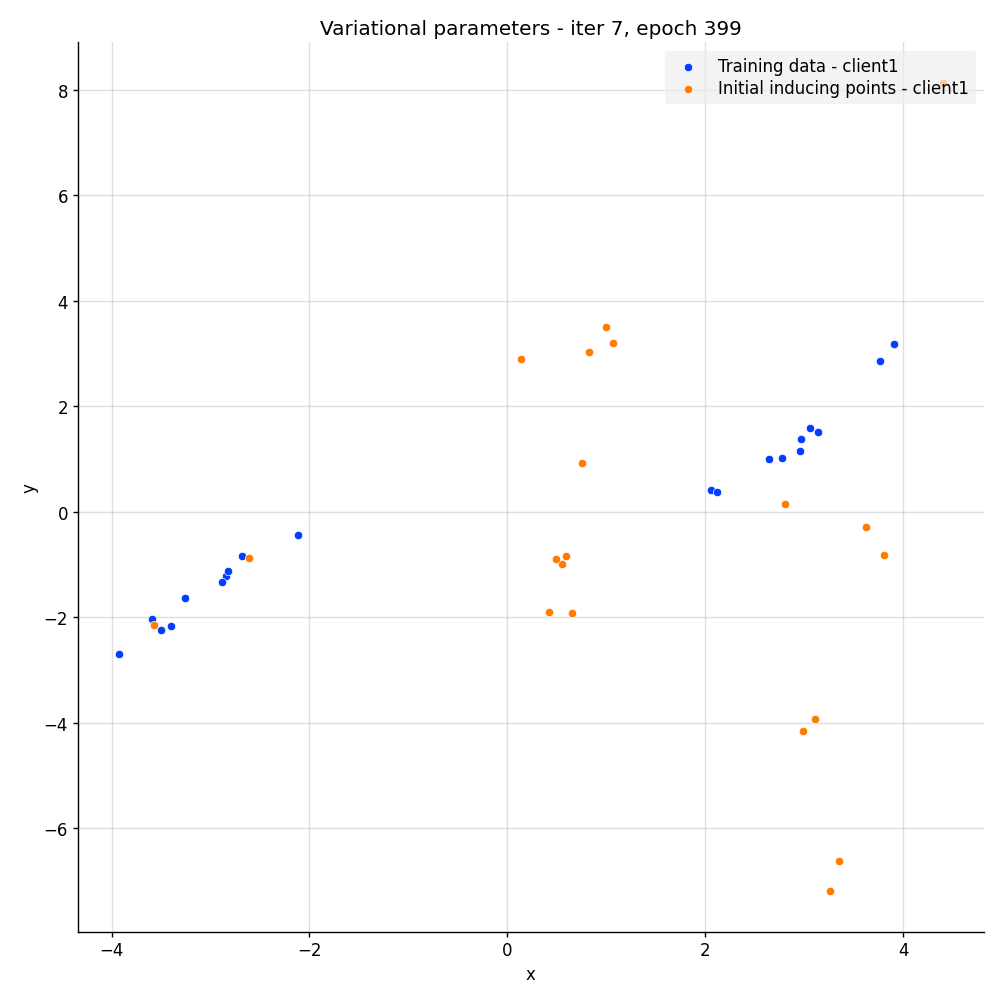 Variational parameters - iter 7, epoch 399
Training data - client1
Initial inducing points - client1
8
6
4
2
0
−2
−4
−6
y
−4
−2
0
2
4
x